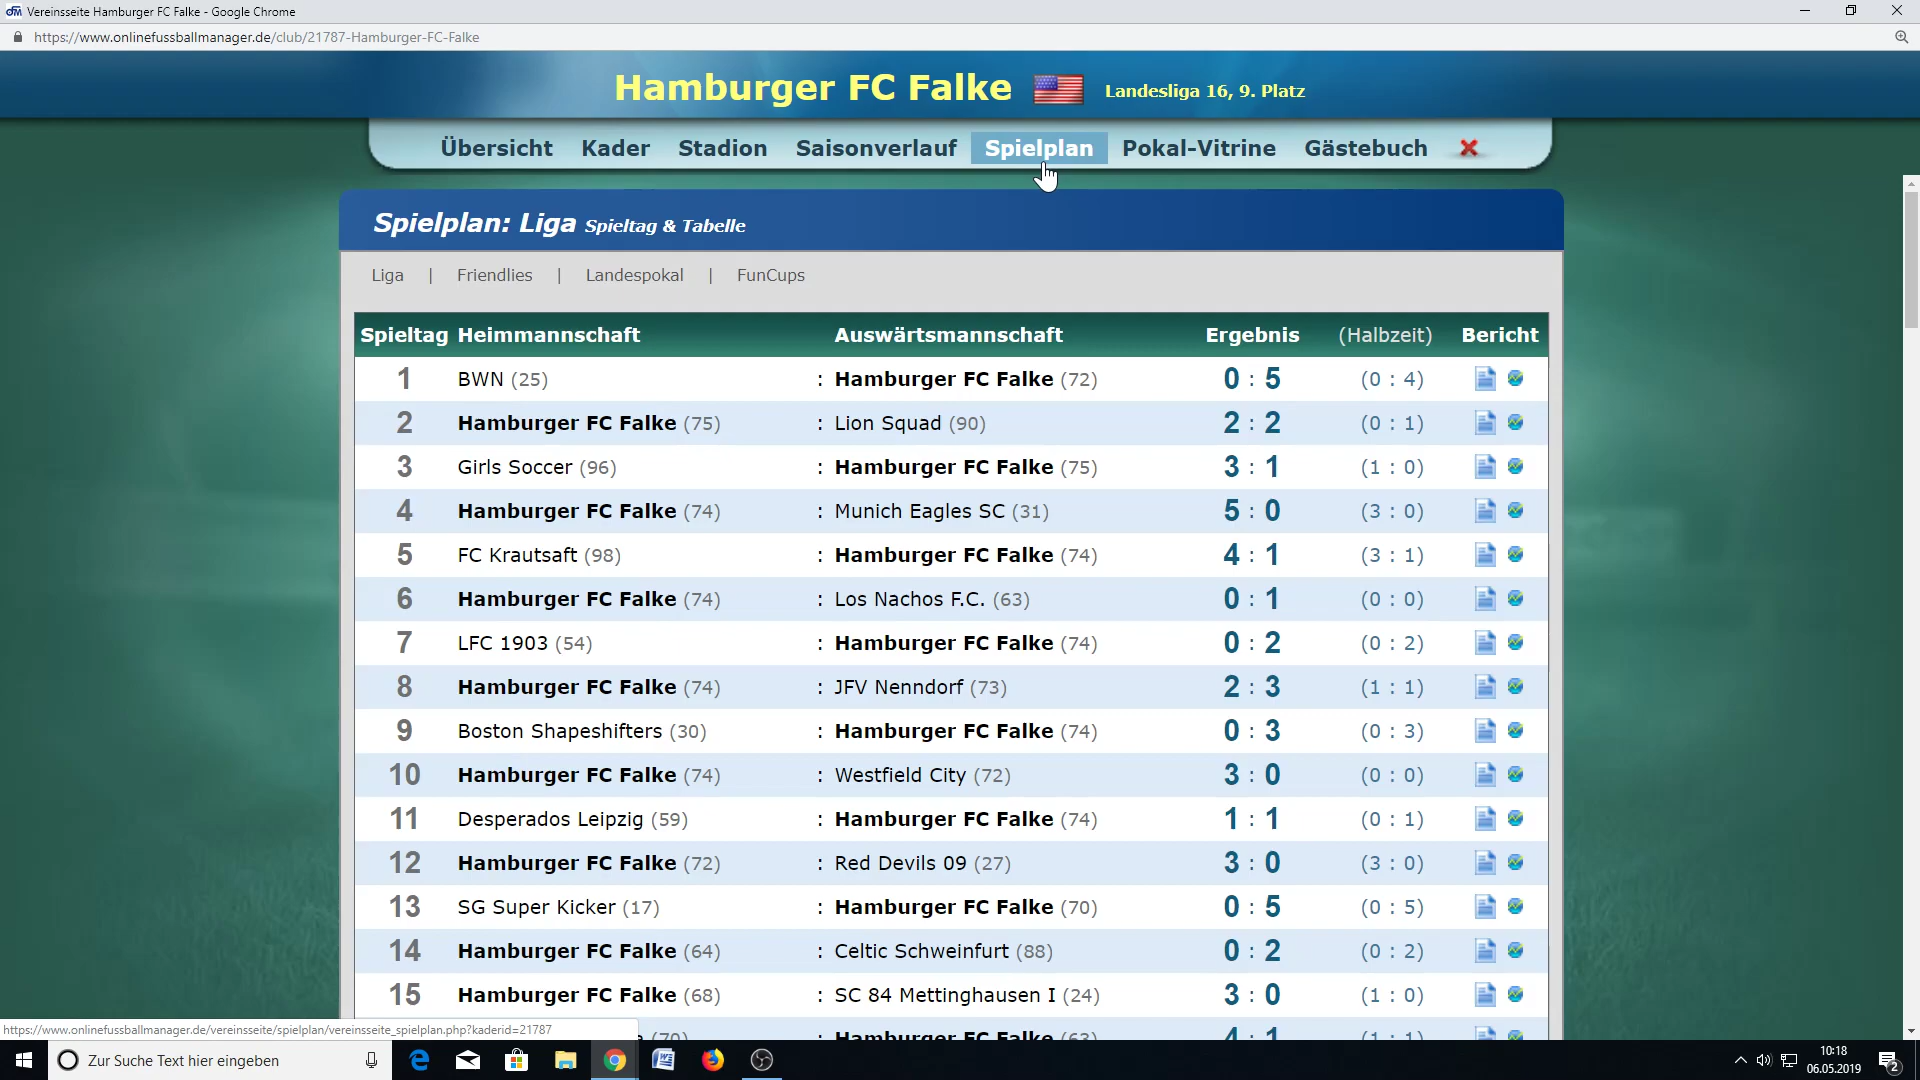 Vereinsseite Hamburger FC Falke - Google Chrome
https://www.onlinefussballmanager.de/club/21787-Hamburger-FC-Falke
Hamburger FC Falke Landesliga 16, 9. Platz
Übersicht Kader Stadion Saisonverlauf Spielplan Pokal-Vitrine Gästebuch
Spielplan: Liga Spieltag & Tabelle
Liga | Friendlies | Landespokal | FunCups
Spieltag Heimmannschaft Auswärtsmannschaft Ergebnis (Halbzeit) Bericht
1 BWN (25) : Hamburger FC Falke (72) 0 : 5 (0 : 4)
2 Hamburger FC Falke (75) : Lion Squad (90) 2 : 2 (0 : 1)
3 Girls Soccer (96) : Hamburger FC Falke (75) 3 : 1 (1 : 0)
4 Hamburger FC Falke (74) : Munich Eagles SC (31) 5 : 0 (3 : 0)
5 FC Krautsaft (98) : Hamburger FC Falke (74) 4 : 1 (3 : 1)
6 Hamburger FC Falke (74) : Los Nachos F.C. (63) 0 : 1 (0 : 0)
7 LFC 1903 (54) : Hamburger FC Falke (74) 0 : 2 (0 : 2)
8 Hamburger FC Falke (74) : JFV Nenndorf (73) 2 : 3 (1 : 1)
9 Boston Shapeshifters (30) : Hamburger FC Falke (74) 0 : 3 (0 : 3)
10 Hamburger FC Falke (74) : Westfield City (72) 3 : 0 (0 : 0)
11 Desperados Leipzig (59) : Hamburger FC Falke (74) 1 : 1 (0 : 1)
12 Hamburger FC Falke (72) : Red Devils 09 (27) 3 : 0 (3 : 0)
13 SG Super Kicker (17) : Hamburger FC Falke (70) 0 : 5 (0 : 5)
14 Hamburger FC Falke (64) : Celtic Schweinfurt (88) 0 : 2 (0 : 2)
15 Hamburger FC Falke (68) : SC 84 Mettinghausen I (24) 3 : 0 (1 : 0)
https://www.onlinefussballmanager.de/vereinsseite/spielplan/vereinsseite_spielplan.php?kaderid=21787
Hamburger FC Falke 4 : 1 (1 : 1)
Zur Suche Text hier eingeben
10:18
06.05.2019
2